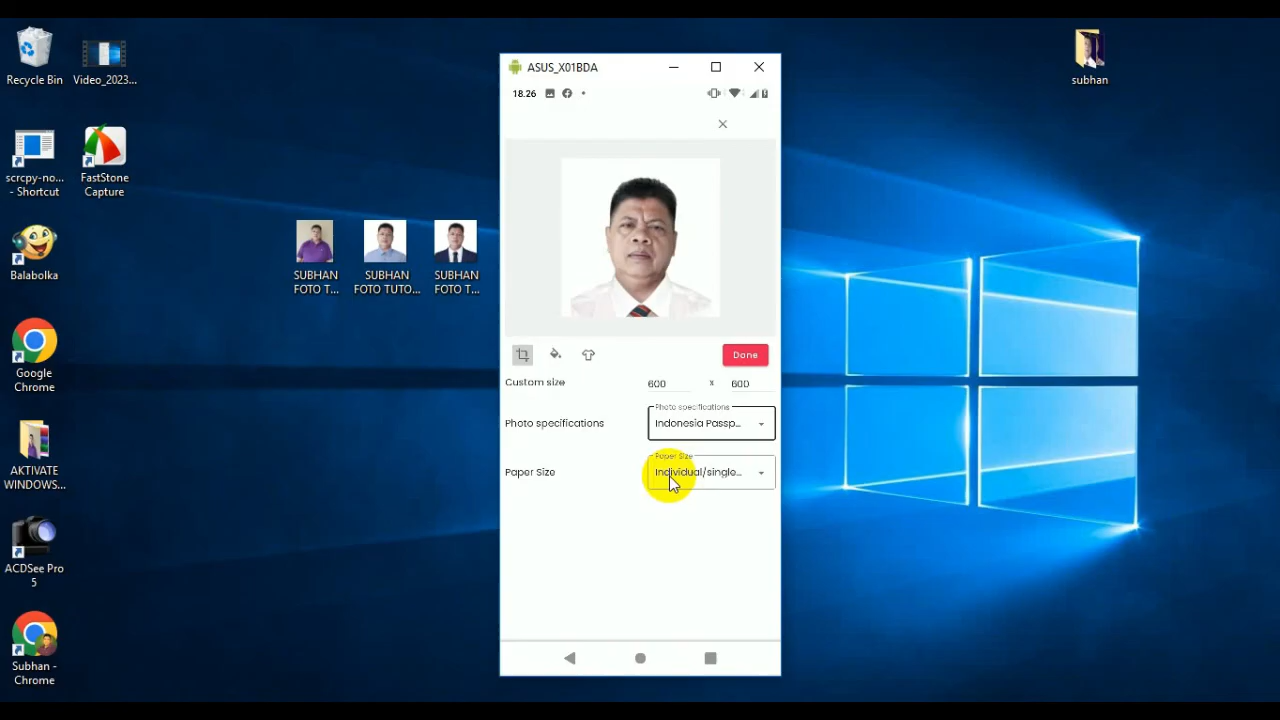 Recycle Bin
Video_2023...
scrcpy-no...
- Shortcut
FastStone
Capture
Balabolka
Google
Chrome
AKTIVATE
WINDOWS...
ACDSee Pro
5
Subhan -
Chrome
SUBHAN
FOTO T...
SUBHAN
FOTO TUTO...
SUBHAN
FOTO T...
ASUS_X01BDA
18.26
Done
Custom size
600
x
600
Photo specifications
Photo specifications
Indonesia Passp...
Paper Size
Paper Size
Individual/single...
subhan